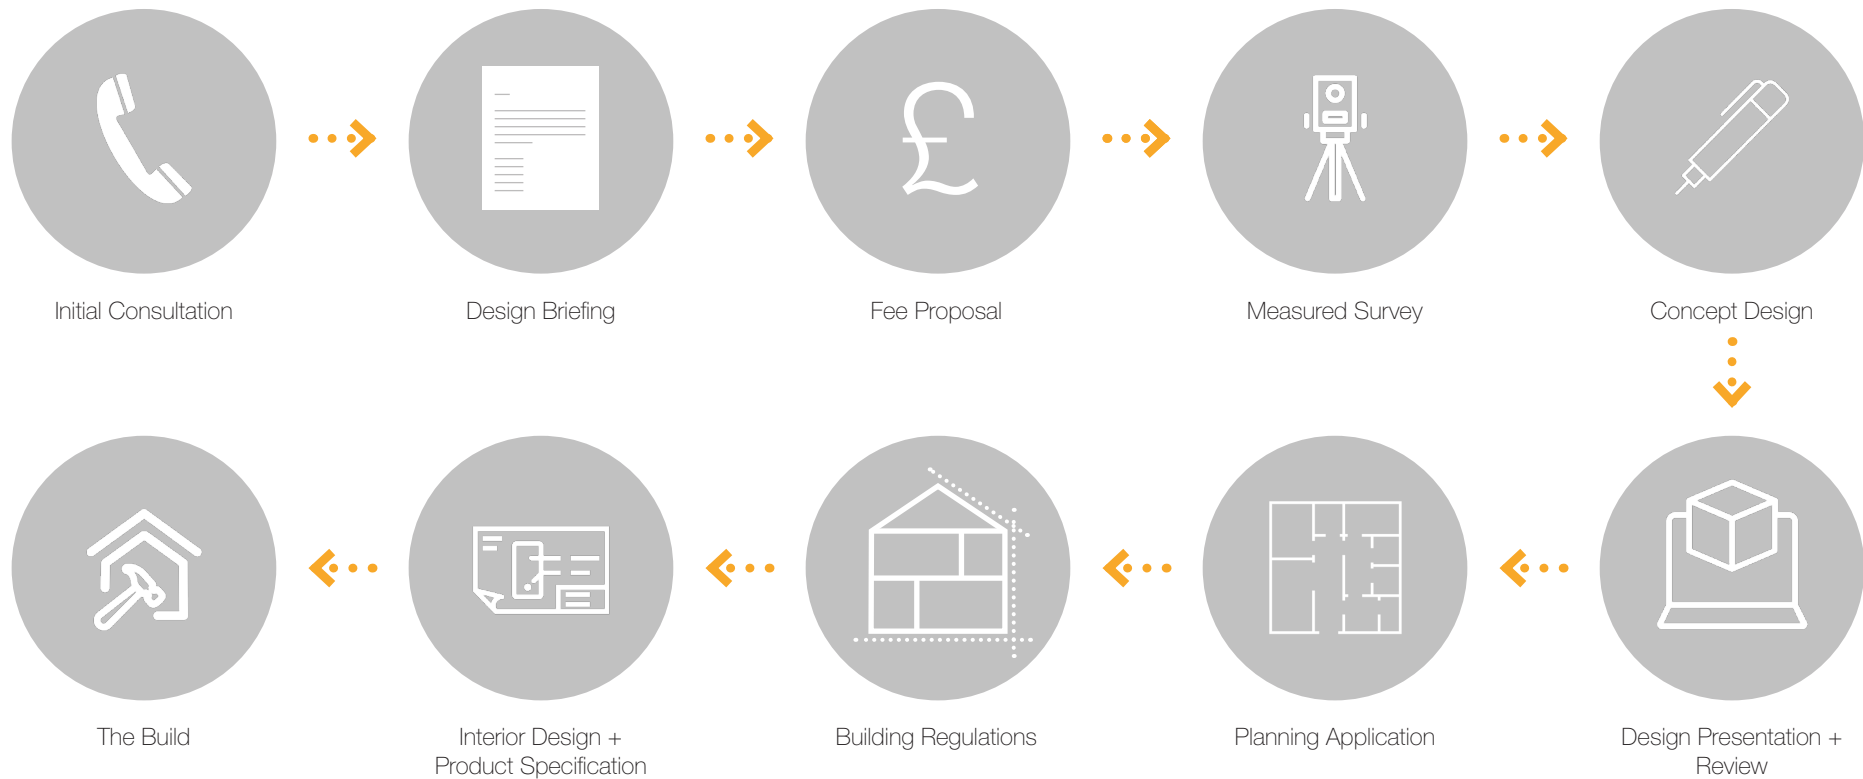 £
Initial Consultation
Design Briefing
Fee Proposal
Measured Survey
Concept Design
The Build
Interior Design +
Product Specification
Building Regulations
Planning Application
Design Presentation +
Review